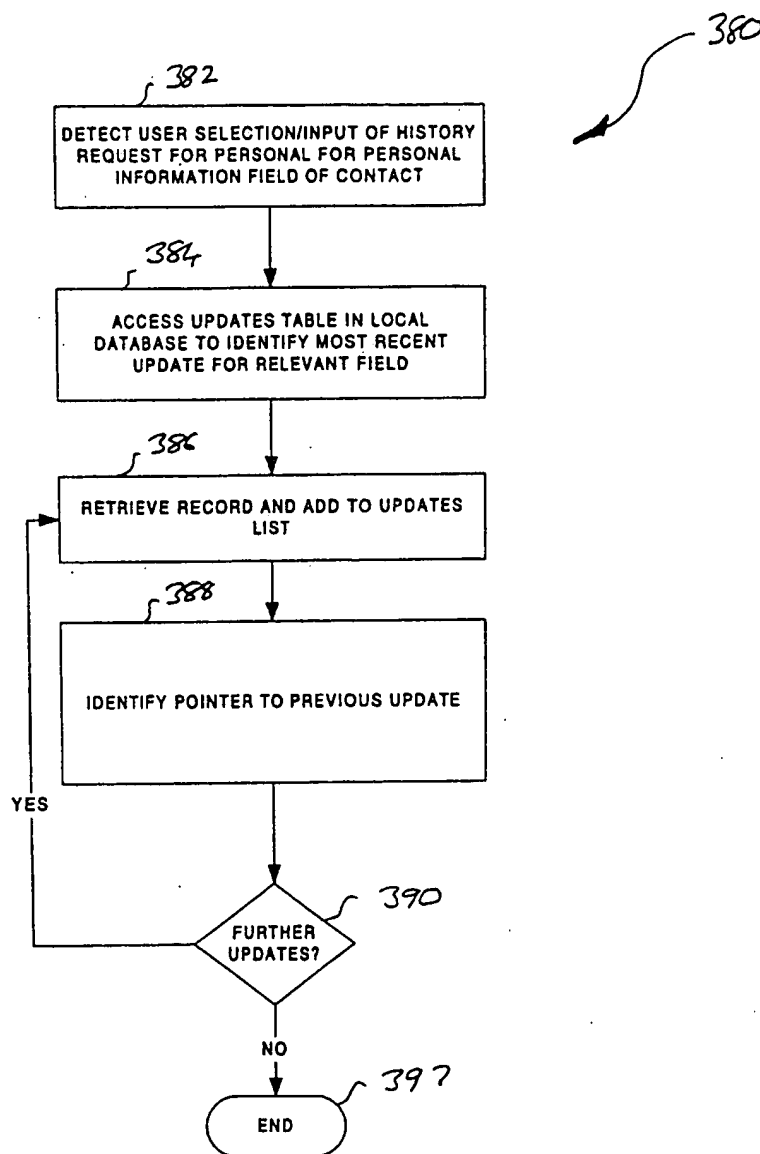 380
382
DETECT USER SELECTION/INPUT OF HISTORY
REQUEST FOR PERSONAL FOR PERSONAL
INFORMATION FIELD OF CONTACT
384
ACCESS UPDATES TABLE IN LOCAL
DATABASE TO IDENTIFY MOST RECENT
UPDATE FOR RELEVANT FIELD
386
RETRIEVE RECORD AND ADD TO UPDATES
LIST
388
IDENTIFY POINTER TO PREVIOUS UPDATE
YES
390
FURTHER
UPDATES?
NO
397
END